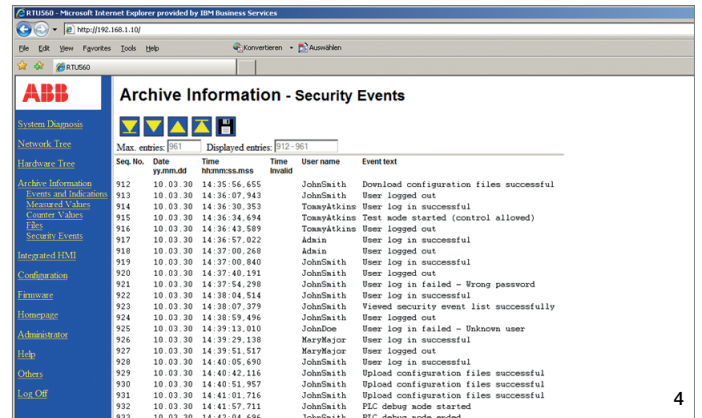 RTU560 - Microsoft Internet Explorer provided by IBM Business Services
http://192.168.1.10/
File Edit View Favorites Tools Help Konvertieren Auswählen
RTU560
ABB
Archive Information - Security Events
System Diagnosis
Network Tree
Hardware Tree
Archive Information
Events and Indications
Measured Values
Counter Values
Files
Security Events
Integrated HMI
Configuration
Firmware
Homepage
Administrator
Help
Others
Log Off
Max. entries: 961 Displayed entries: 912 - 961
Seq. No. Date Time Time User name Event text
yy.mm.dd hh:mm:ss.mss Invalid
912 10.03.30 14:35:56,655 JohnSmith Download configuration files successful
913 10.03.30 14:36:07,943 JohnSmith User logged out
914 10.03.30 14:36:30,353 TommyAtkins User log in successful
915 10.03.30 14:36:34,694 TommyAtkins Test mode started (control allowed)
916 10.03.30 14:36:43,589 TommyAtkins User logged out
917 10.03.30 14:36:57,022 Admin User log in successful
918 10.03.30 14:37:00,268 Admin User logged out
919 10.03.30 14:37:00,840 JohnSmith User log in successful
920 10.03.30 14:37:40,191 JohnSmith User logged out
921 10.03.30 14:37:54,298 JohnSmith User log in failed - Wrong password
922 10.03.30 14:38:04,514 JohnSmith User log in successful
923 10.03.30 14:38:07,379 JohnSmith Viewed security event list successfully
924 10.03.30 14:38:59,496 JohnSmith User logged out
925 10.03.30 14:39:13,010 JohnDoe User log in failed - Unknown user
926 10.03.30 14:39:29,138 MaryMajor User log in successful
927 10.03.30 14:39:51,517 MaryMajor User logged out
928 10.03.30 14:40:05,690 JohnSmith User log in successful
929 10.03.30 14:40:42,116 JohnSmith Upload configuration files successful
930 10.03.30 14:40:51,957 JohnSmith Upload configuration files successful
931 10.03.30 14:41:01,716 JohnSmith Upload configuration files successful
932 10.03.30 14:41:57,711 JohnSmith PLC debug mode started
933 10.03.30 14:42:04,696 JohnSmith PLC debug mode ended
4